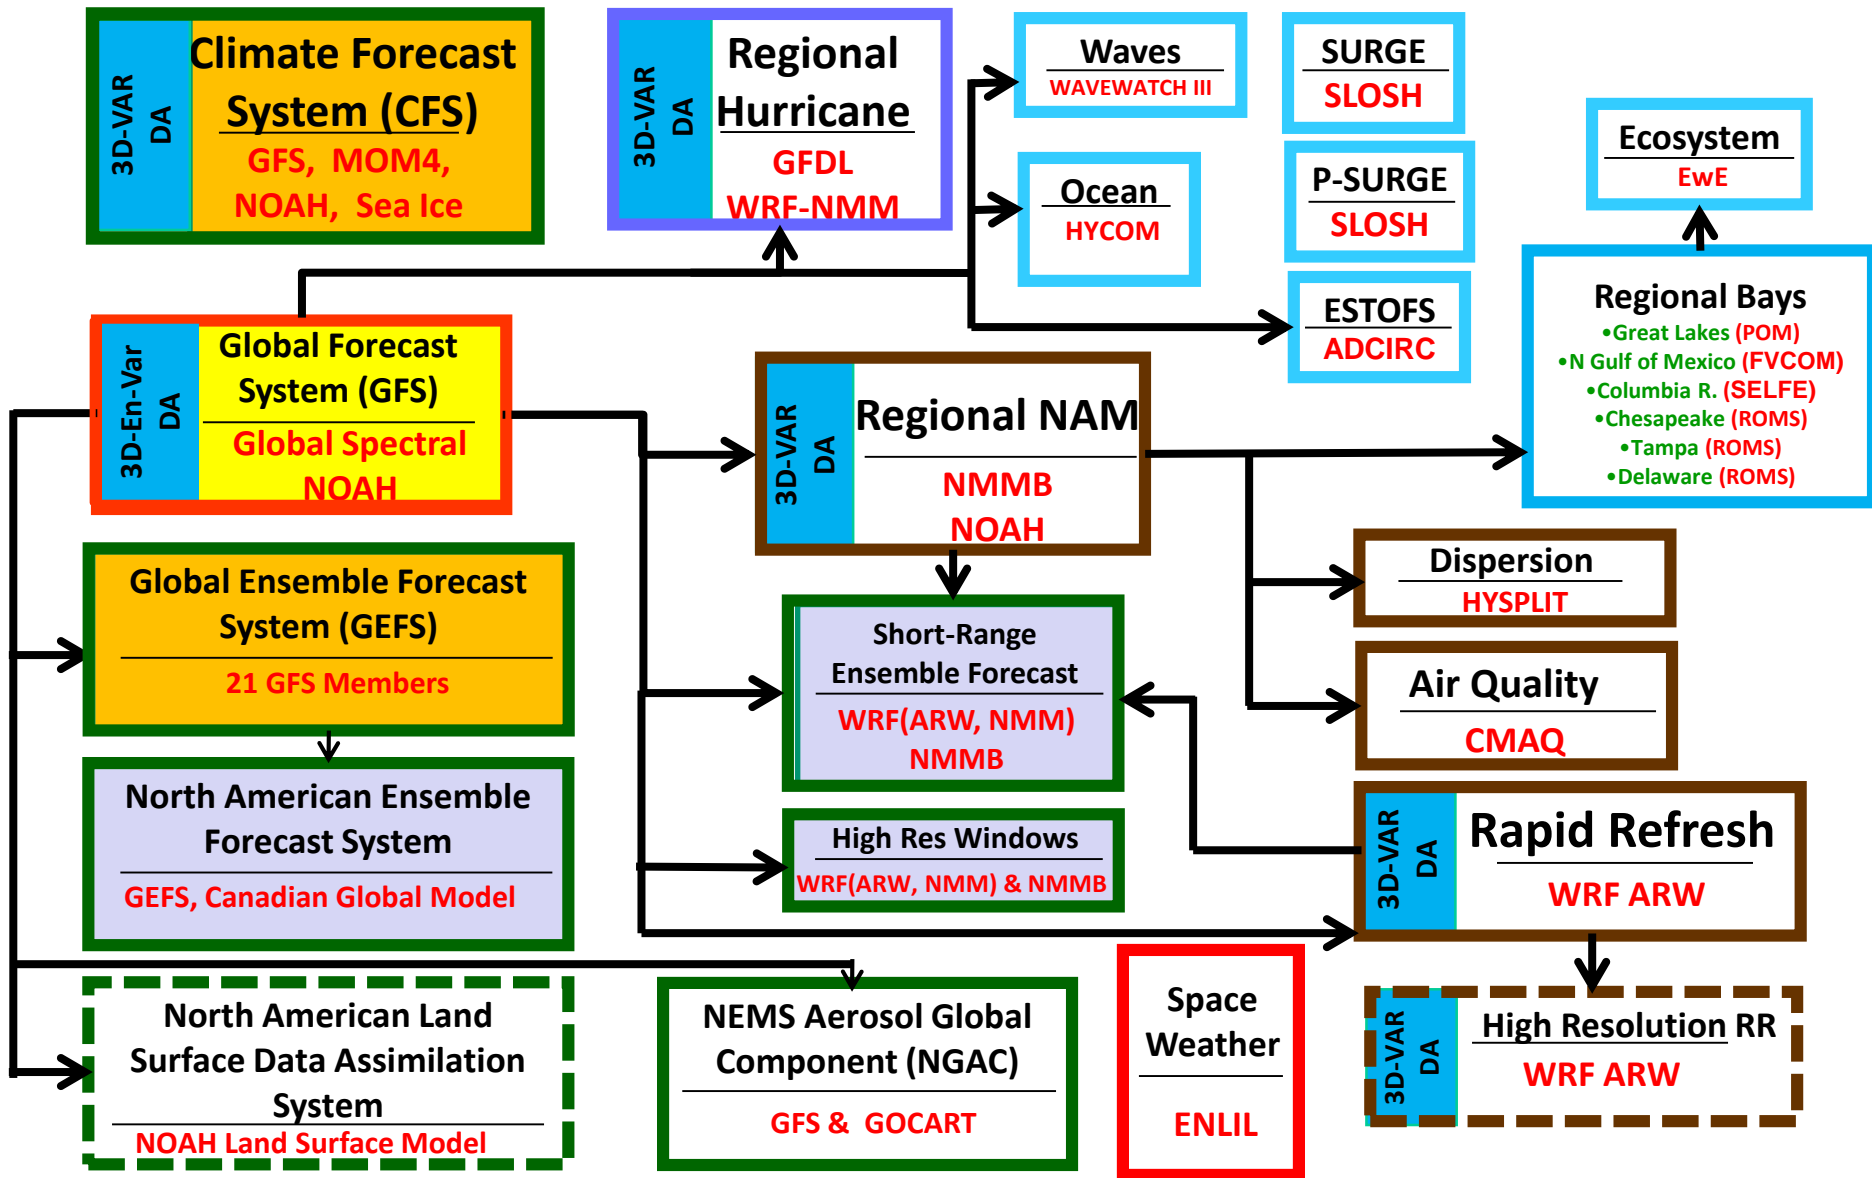 3D-VAR
DA
Climate Forecast
System (CFS)
GFS, MOM4,
NOAH, Sea Ice
3D-VAR
DA
Regional
Hurricane
GFDL
WRF-NMM
Waves
WAVEWATCH III
SURGE
SLOSH
Ocean
HYCOM
P-SURGE
SLOSH
Ecosystem
EwE
ESTOFS
ADCIRC
Regional Bays
•Great Lakes (POM)
•N Gulf of Mexico (FVCOM)
•Columbia R. (SELFE)
•Chesapeake (ROMS)
•Tampa (ROMS)
•Delaware (ROMS)
3D-En-Var
DA
Global Forecast
System (GFS)
Global Spectral
NOAH
3D-VAR
DA
Regional NAM
NMMB
NOAH
Global Ensemble Forecast
System (GEFS)
21 GFS Members
Short-Range
Ensemble Forecast
WRF(ARW, NMM)
NMMB
Dispersion
HYSPLIT
Air Quality
CMAQ
North American Ensemble
Forecast System
GEFS, Canadian Global Model
High Res Windows
WRF(ARW, NMM) & NMMB
3D-VAR
DA
Rapid Refresh
WRF ARW
North American Land
Surface Data Assimilation
System
NOAH Land Surface Model
NEMS Aerosol Global
Component (NGAC)
GFS & GOCART
Space
Weather
ENLIL
3D-VAR
DA
High Resolution RR
WRF ARW